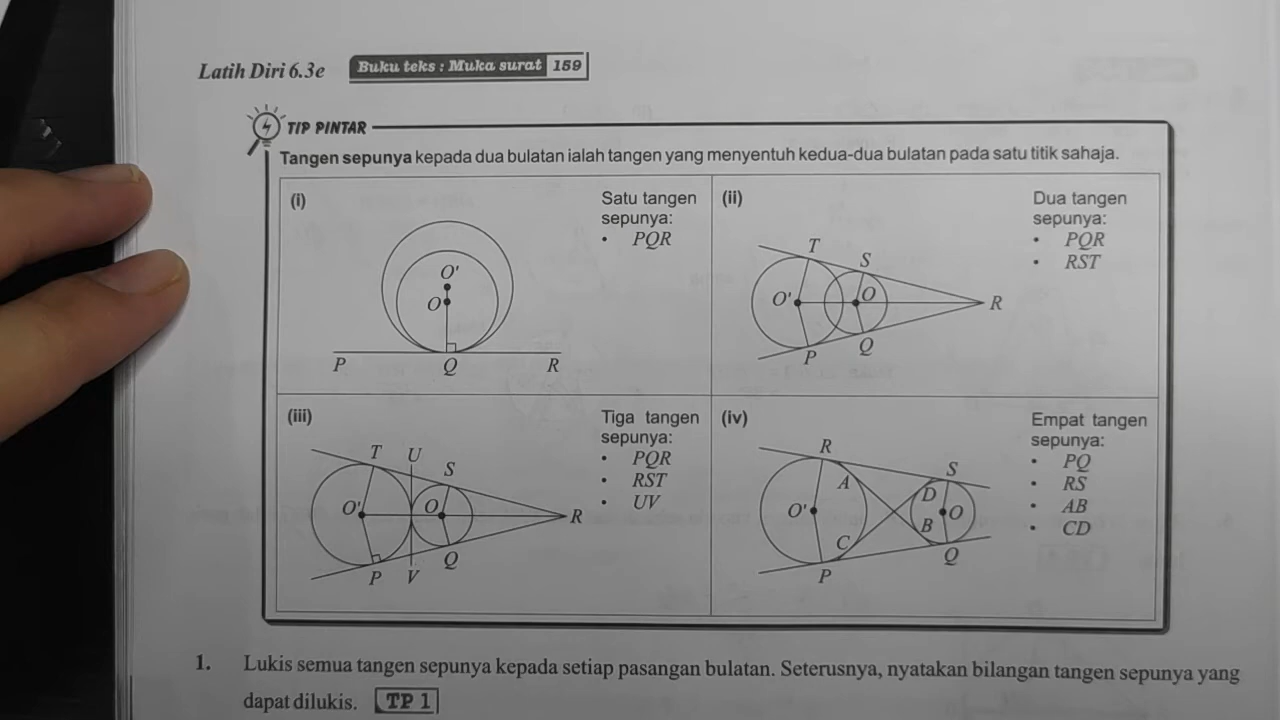 Latih Diri 6.3e
Buku teks : Muka surat 159
TIP PINTAR
Tangen sepunya kepada dua bulatan ialah tangen yang menyentuh kedua-dua bulatan pada satu titik sahaja.
(i)
Satu tangen
sepunya:
• PQR
O'
O
P
Q
R
(ii)
Dua tangen
sepunya:
• PQR
• RST
T
S
O'
O
R
P
Q
(iii)
Tiga tangen
sepunya:
• PQR
• RST
• UV
T
U
S
O'
O
R
P
V
Q
(iv)
Empat tangen
sepunya:
• PQ
• RS
• AB
• CD
R
S
A
D
O'
O
B
C
P
Q
1. Lukis semua tangen sepunya kepada setiap pasangan bulatan. Seterusnya, nyatakan bilangan tangen sepunya yang
dapat dilukis. TP 1